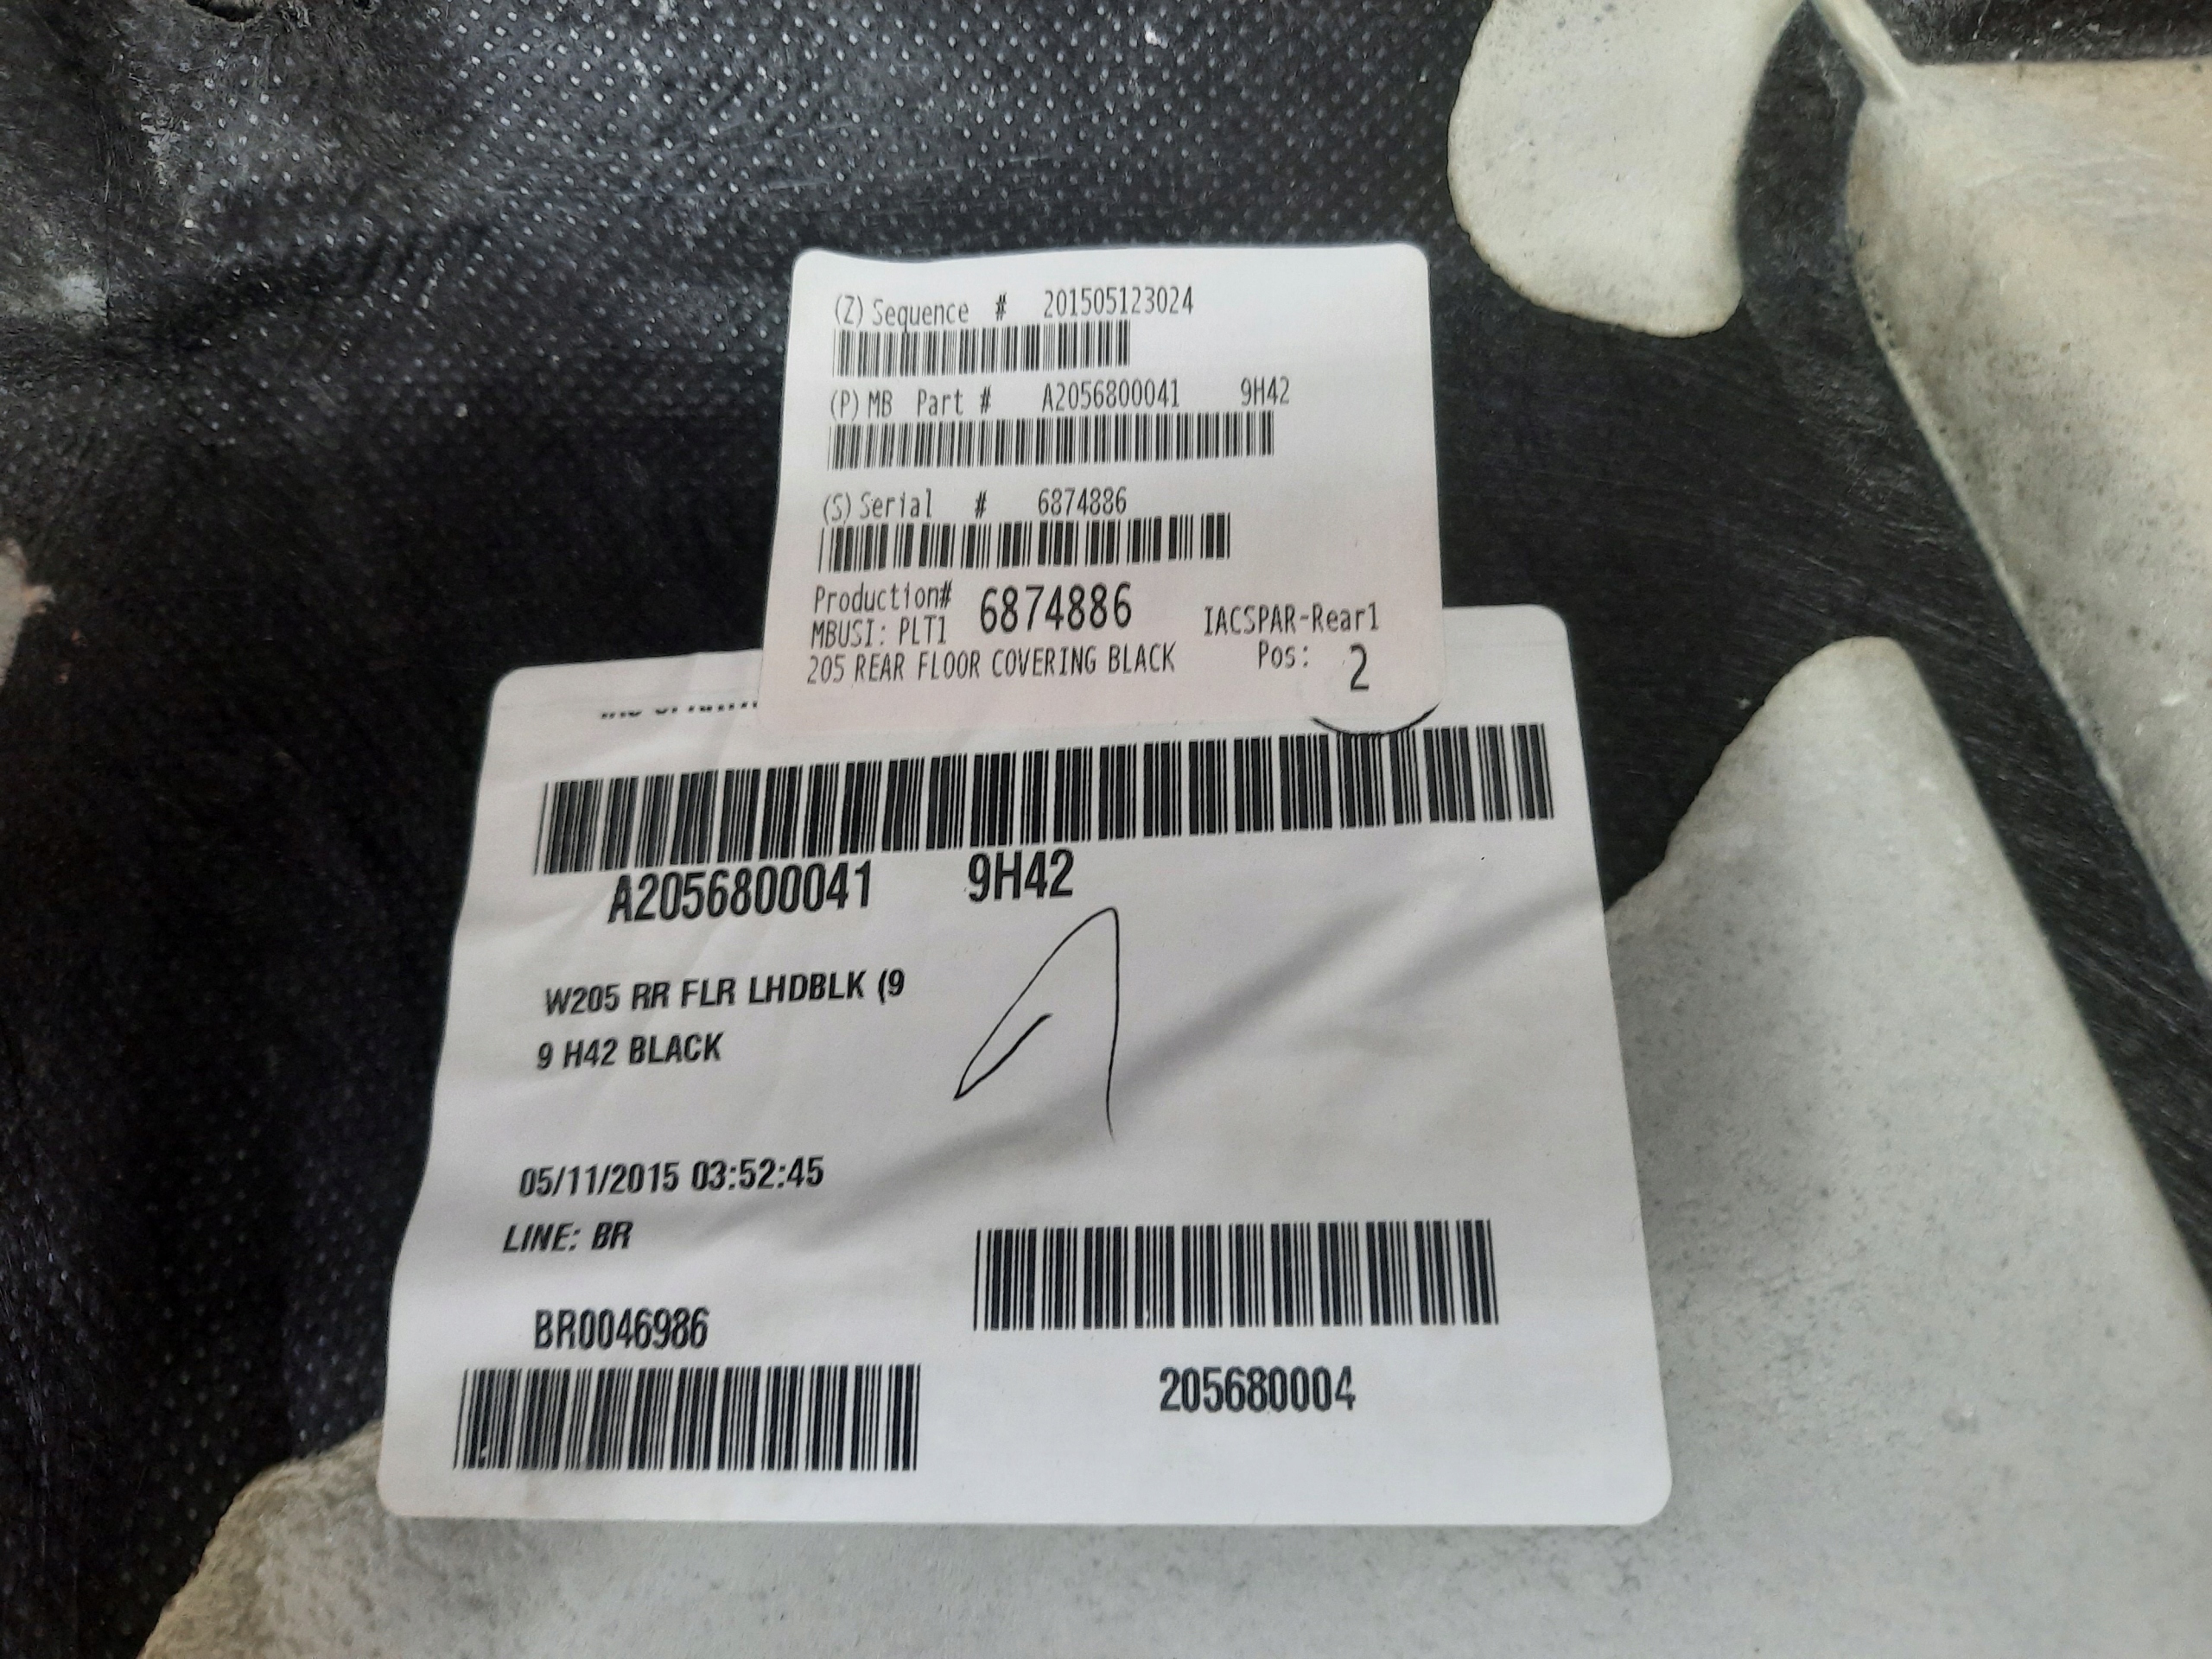 (Z) Sequence # 201505123024
(P) MB Part # A2056800041 9H42
(S) Serial # 6874886
Production# 6874886
MBUSI: PLT1
IACSPAR-Rear1
205 REAR FLOOR COVERING BLACK
Pos: 2
A2056800041 9H42
W205 RR FLR LHDBLK (9
9 H42 BLACK
05/11/2015 03:52:45
LINE: BR
BR0046986
205680004